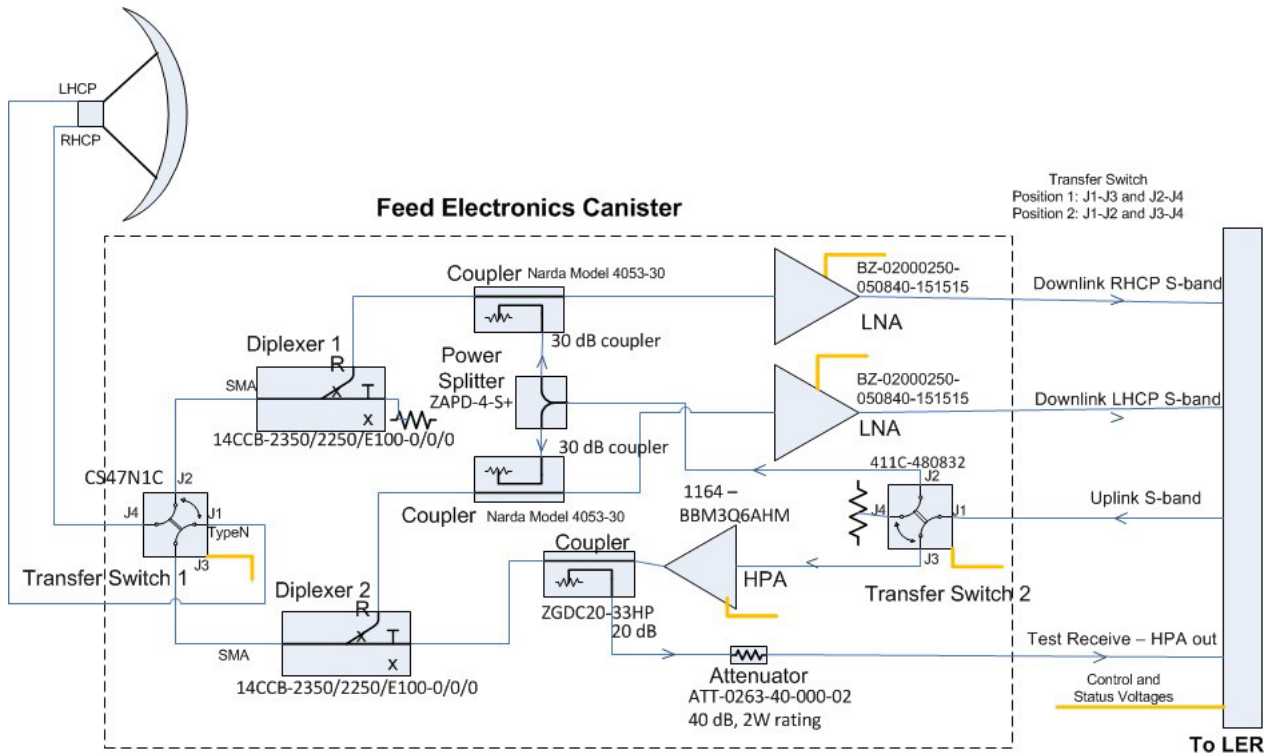 LHCP
RHCP
Transfer Switch
Position 1: J1-J3 and J2-J4
Position 2: J1-J2 and J3-J4
Feed Electronics Canister
Coupler Narda Model 4053-30
30 dB coupler
BZ-02000250-
050840-151515
LNA
Downlink RHCP S-band
Diplexer 1
R
x
T
x
SMA
14CCB-2350/2250/E100-0/0/0
Power
Splitter
ZAPD-4-S+
BZ-02000250-
050840-151515
LNA
Downlink LHCP S-band
30 dB coupler
Coupler Narda Model 4053-30
CS47N1C
J2
J4
J1
TypeN
J3
Transfer Switch 1
411C-480832
J2
J4
J1
J3
Transfer Switch 2
Uplink S-band
1164 –
BBM3Q6AHM
HPA
Coupler
ZGDC20-33HP
20 dB
Diplexer 2
R
x
T
x
SMA
14CCB-2350/2250/E100-0/0/0
Test Receive – HPA out
Attenuator
ATT-0263-40-000-02
40 dB, 2W rating
Control and
Status Voltages
To LER